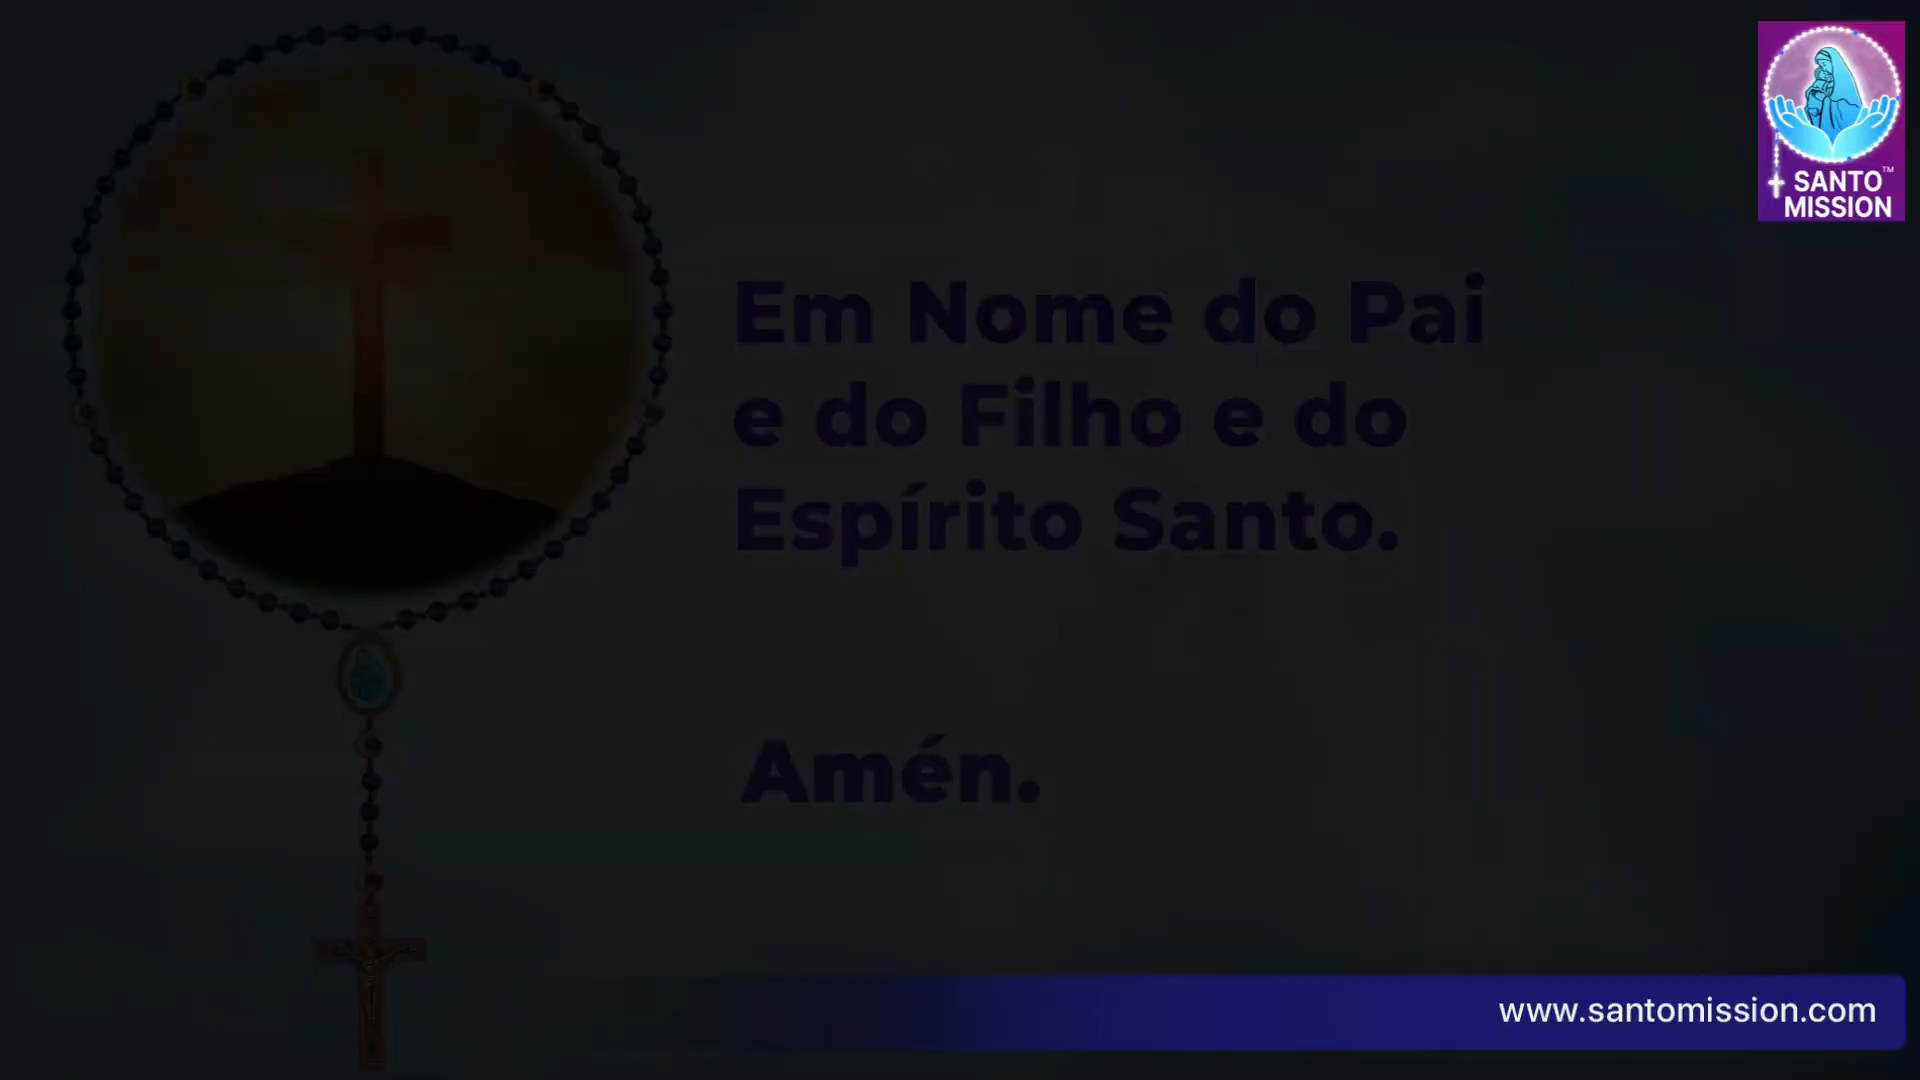 SANTO™
MISSION
Em Nome do Pai
e do Filho e do
Espírito Santo.
Amén.
www.santomission.com